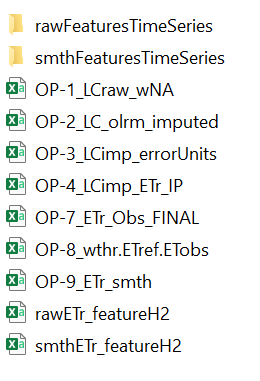 rawFeaturesTimeSeries
smthFeaturesTimeSeries
OP-1_LCraw_wNA
OP-2_LC_olrm_imputed
OP-3_LCimp_errorUnits
OP-4_LCimp_ETr_IP
OP-7_ETr_Obs_FINAL
OP-8_wthr.ETref.ETobs
OP-9_ETr_smth
rawETr_featureH2
smthETr_featureH2